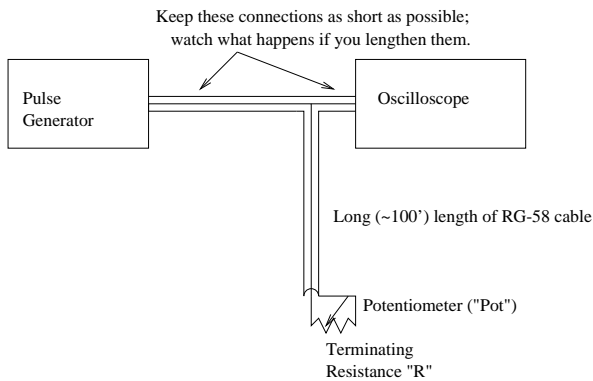 Keep these connections as short as possible;
watch what happens if you lengthen them.
Pulse
Generator
Oscilloscope
Long (~100') length of RG-58 cable
Potentiometer ("Pot")
Terminating
Resistance "R"